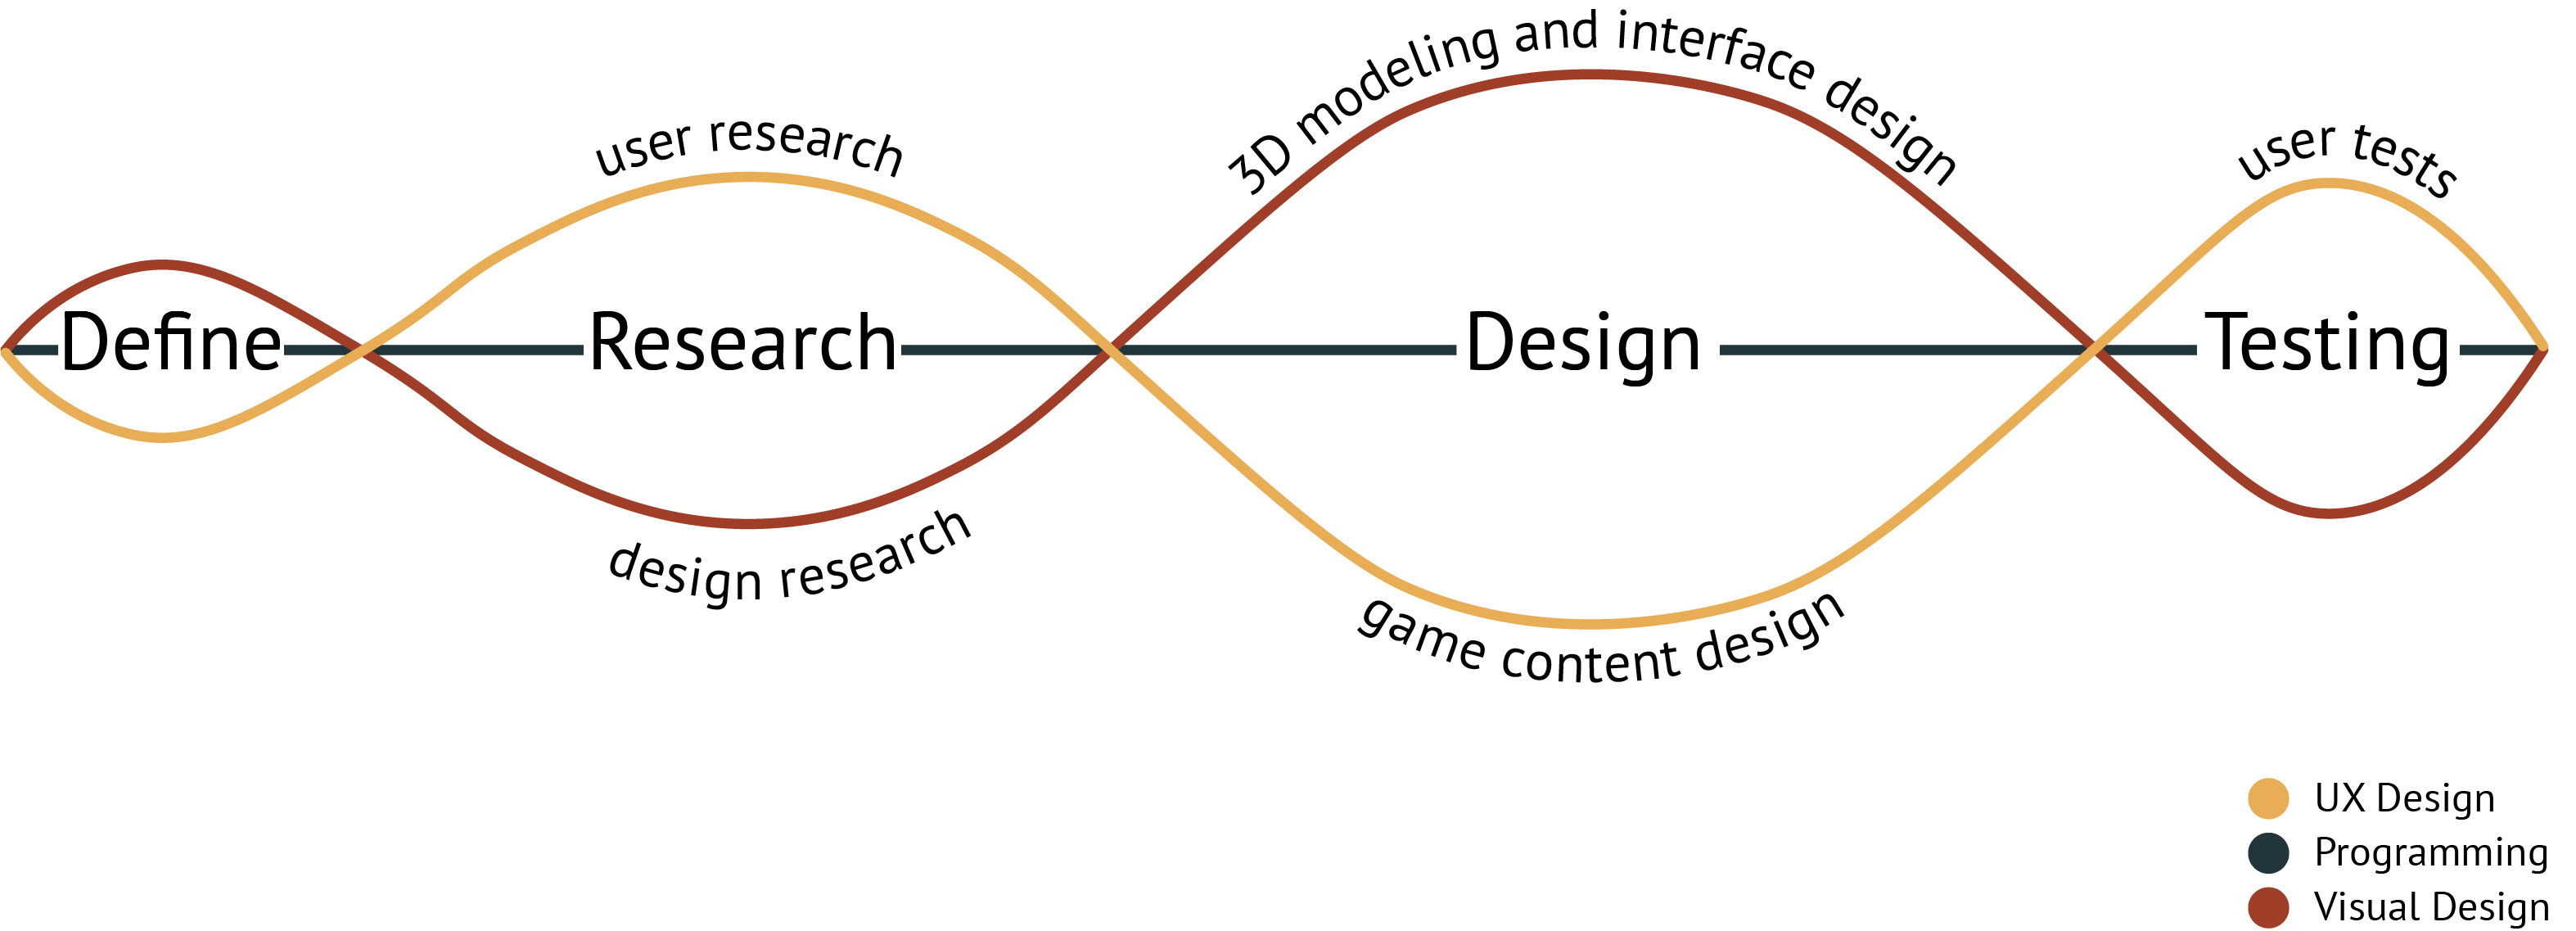 3D modeling and interface design
user research
user tests
Define
Research
Design
Testing
design research
game content design
UX Design
Programming
Visual Design